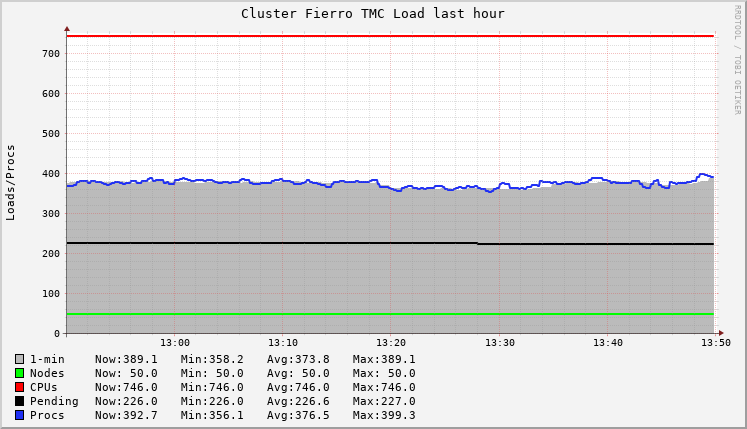 Cluster Fierro TMC Load last hour
RRDTOOL / TOBI OETIKER
Loads/Procs
700
600
500
400
300
200
100
0
13:00 13:10 13:20 13:30 13:40 13:50
1-min Now:389.1 Min:358.2 Avg:373.8 Max:389.1
Nodes Now: 50.0 Min: 50.0 Avg: 50.0 Max: 50.0
CPUs Now:746.0 Min:746.0 Avg:746.0 Max:746.0
Pending Now:226.0 Min:226.0 Avg:226.6 Max:227.0
Procs Now:392.7 Min:356.1 Avg:376.5 Max:399.3